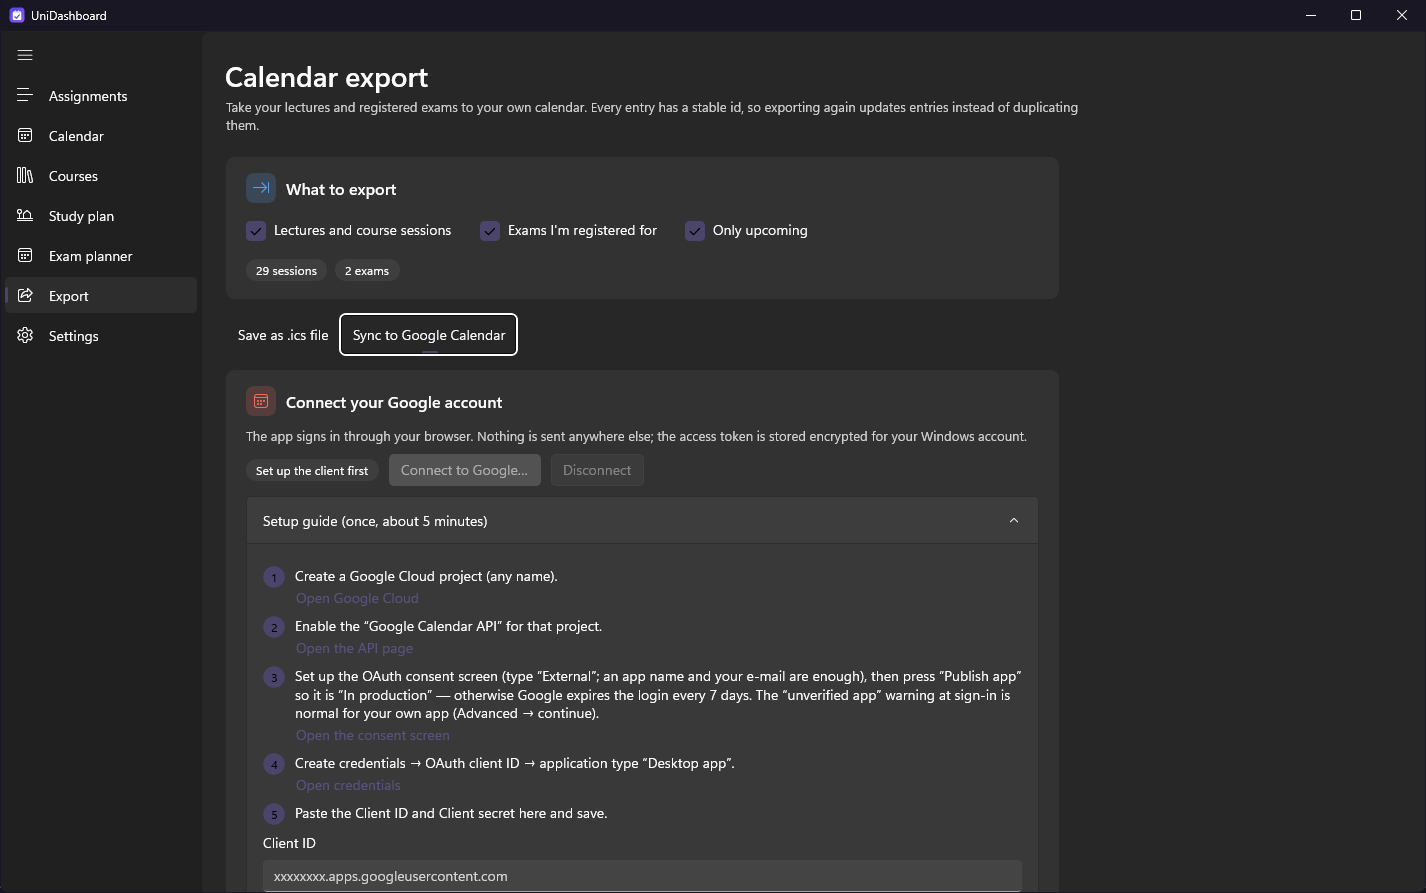 UniDashboard
Assignments
Calendar
Courses
Study plan
Exam planner
Export
Settings
Calendar export
Take your lectures and registered exams to your own calendar. Every entry has a stable id, so exporting again updates entries instead of duplicating
them.
What to export
Lectures and course sessions
Exams I'm registered for
Only upcoming
29 sessions
2 exams
Save as .ics file
Sync to Google Calendar
Connect your Google account
The app signs in through your browser. Nothing is sent anywhere else; the access token is stored encrypted for your Windows account.
Set up the client first
Connect to Google...
Disconnect
Setup guide (once, about 5 minutes)
1 Create a Google Cloud project (any name).
Open Google Cloud
2 Enable the “Google Calendar API” for that project.
Open the API page
3 Set up the OAuth consent screen (type “External”; an app name and your e-mail are enough), then press “Publish app”
so it is “In production” — otherwise Google expires the login every 7 days. The “unverified app” warning at sign-in is
normal for your own app (Advanced → continue).
Open the consent screen
4 Create credentials → OAuth client ID → application type “Desktop app”.
Open credentials
5 Paste the Client ID and Client secret here and save.
Client ID
xxxxxxxx.apps.googleusercontent.com